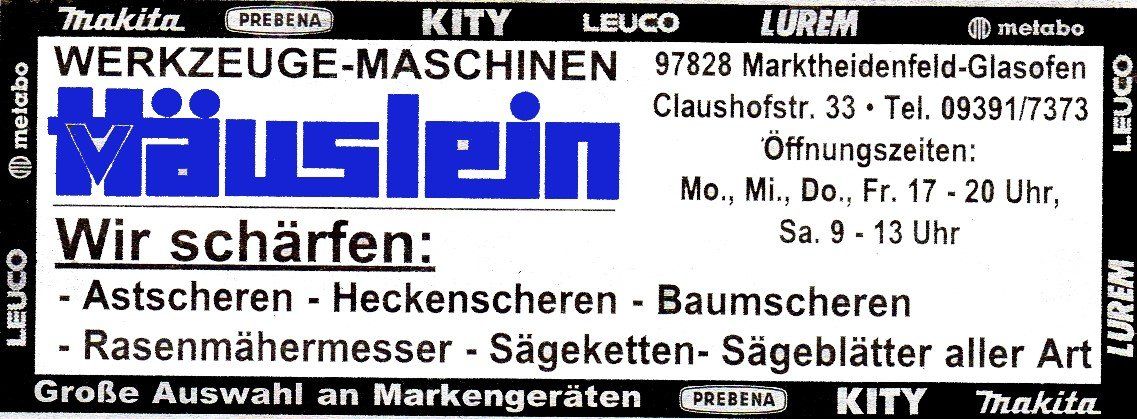 makita PREBENA KITY LEUCO LUREM metabo
metabo
LEUCO
WERKZEUGE-MASCHINEN
Häuslein
97828 Marktheidenfeld-Glasofen
Claushofstr. 33 • Tel. 09391/7373
Öffnungszeiten:
Mo., Mi., Do., Fr. 17 - 20 Uhr,
Sa. 9 - 13 Uhr
Wir schärfen:
- Astscheren - Heckenscheren - Baumscheren
- Rasenmähermesser - Sägeketten- Sägeblätter aller Art
LEUCO
LUREM
Große Auswahl an Markengeräten PREBENA KITY makita